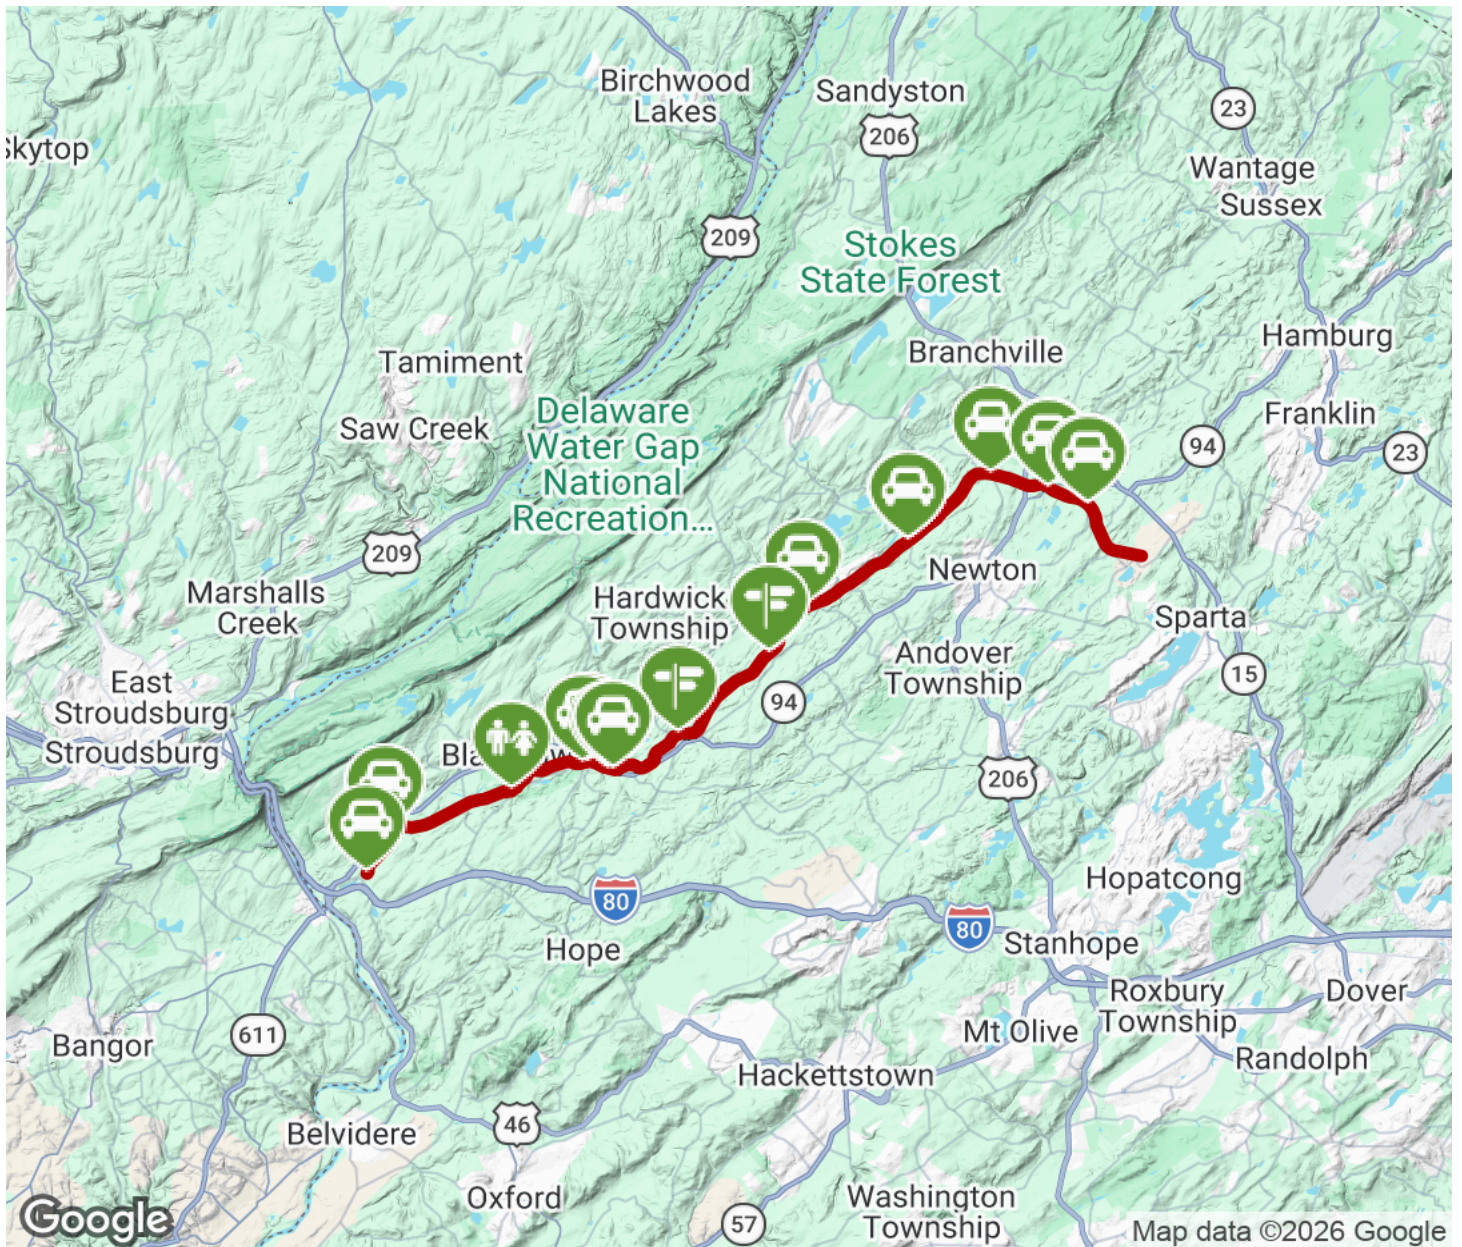 Birchwood
Lakes
Sandyston
206
23
Skytop
Wantage
Sussex
209
Stokes
State Forest
Hamburg
Branchville
Tamiment
Delaware
Water Gap
National
Recreation...
Saw Creek
Franklin
94
23
209
Newton
Marshalls
Creek
Hardwick
Township
Sparta
Andover
Township
East
Stroudsburg
Stroudsburg
15
94
Bla
w
206
80
Hopatcong
80
Hope
Stanhope
Roxbury
Township
Dover
611
Bangor
Mt Olive
Randolph
Hackettstown
46
Belvidere
Oxford
Washington
Township
57
Google
Map data ©2026 Google